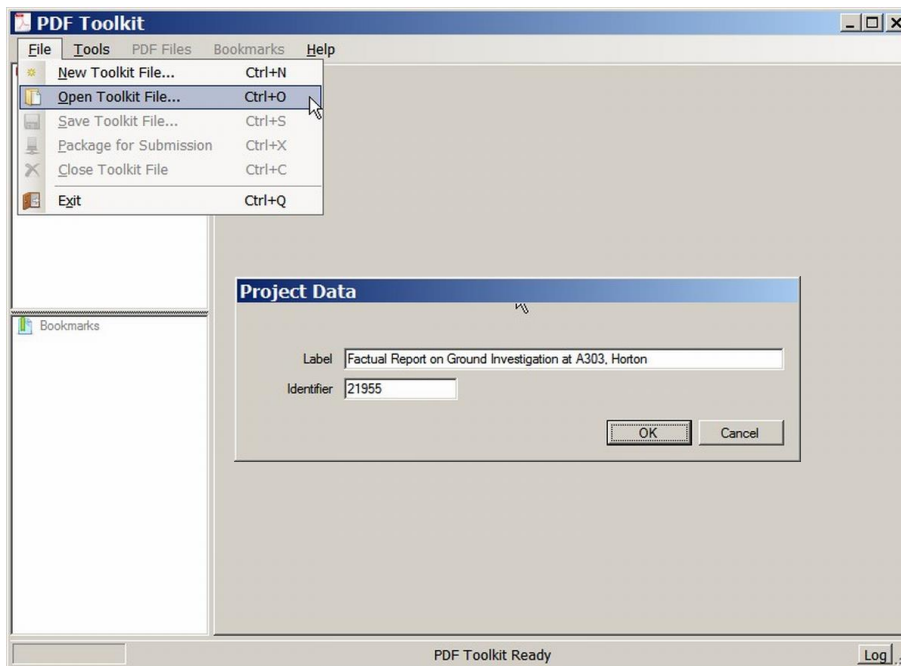 PDF Toolkit
File Tools PDF Files Bookmarks Help
New Toolkit File... Ctrl+N
Open Toolkit File... Ctrl+O
Save Toolkit File... Ctrl+S
Package for Submission Ctrl+X
Close Toolkit File Ctrl+C
Exit Ctrl+Q
Project Data
Bookmarks
Label Factual Report on Ground Investigation at A303, Horton
Identifier 21955
OK Cancel
PDF Toolkit Ready Log